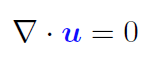 ∇ · u = 0